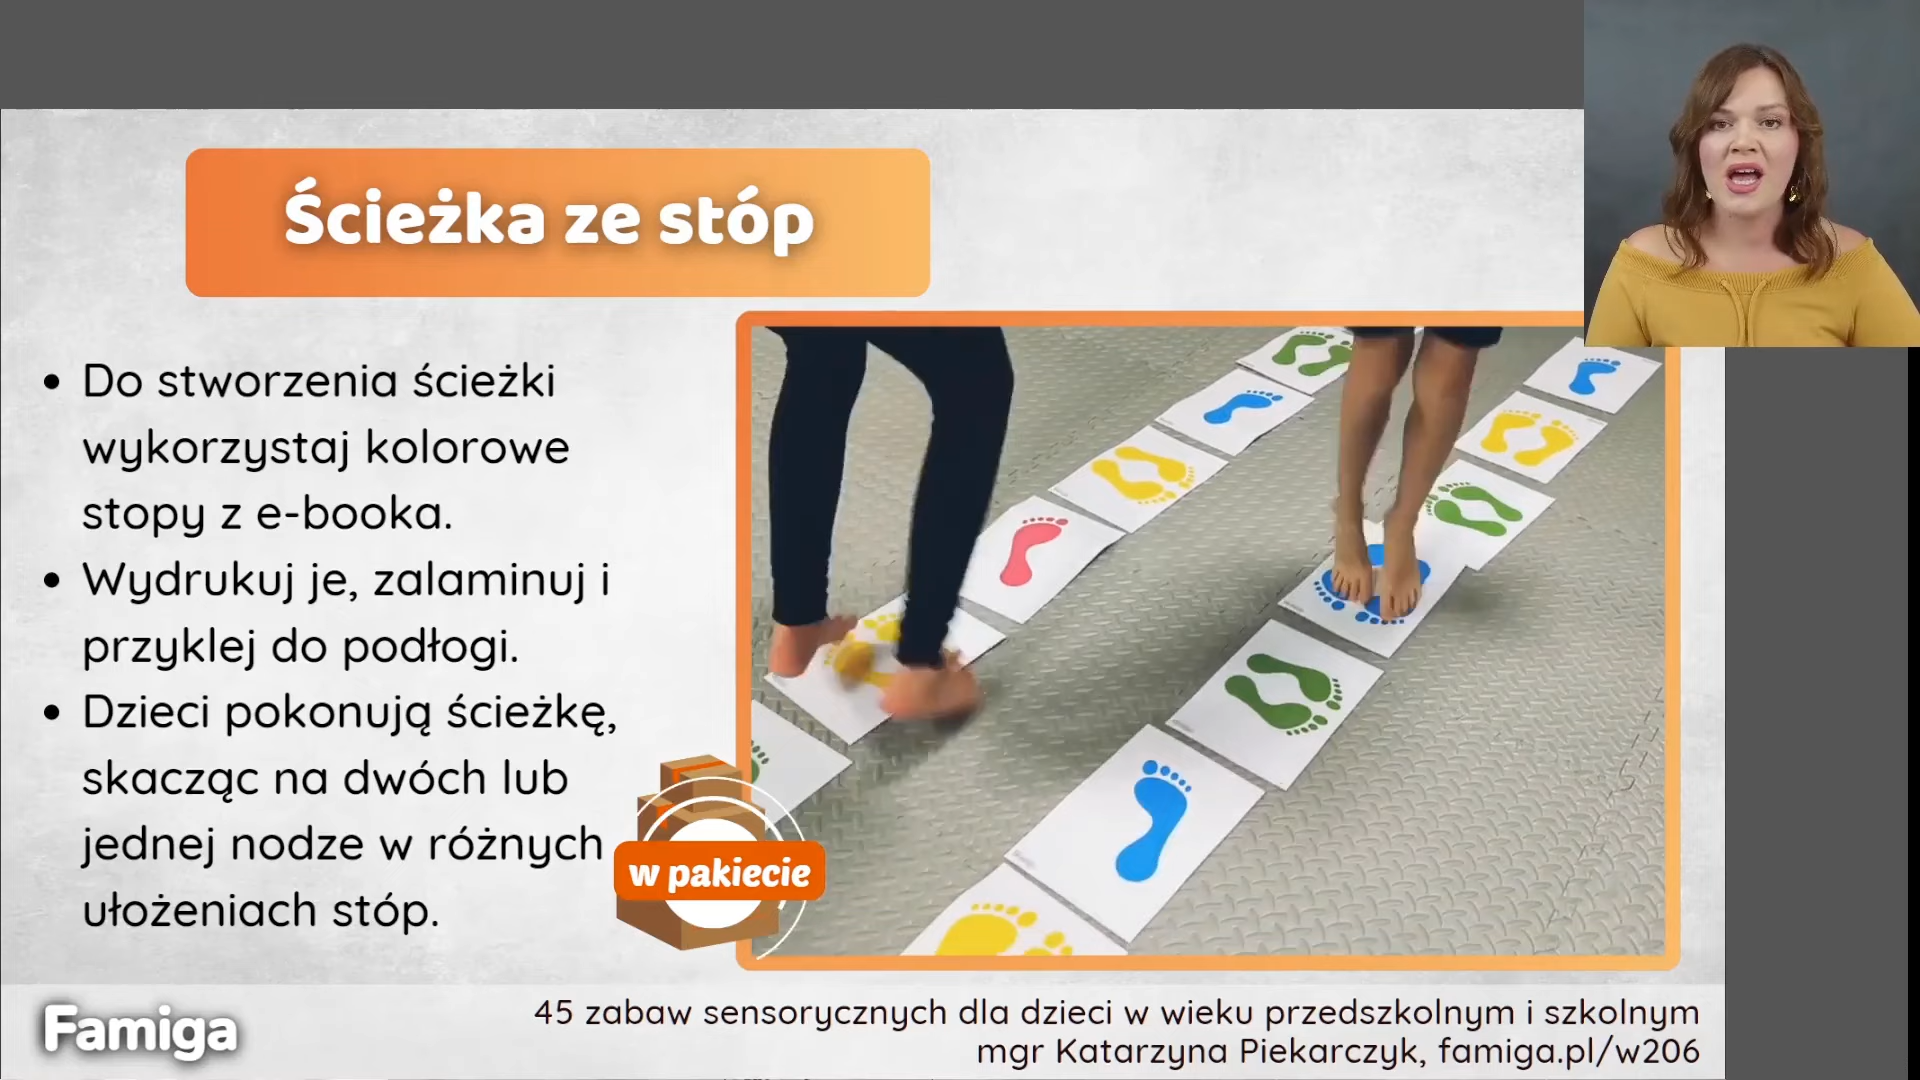 Ścieżka ze stóp
• Do stworzenia ścieżki
wykorzystaj kolorowe
stopy z e-booka.
• Wydrukuj je, zalaminuj i
przyklej do podłogi.
• Dzieci pokonują ścieżkę,
skacząc na dwóch lub
jednej nodze w różnych
ułożeniach stóp.
w pakiecie
Famiga
45 zabaw sensorycznych dla dzieci w wieku przedszkolnym i szkolnym
mgr Katarzyna Piekarczyk, famiga.pl/w206